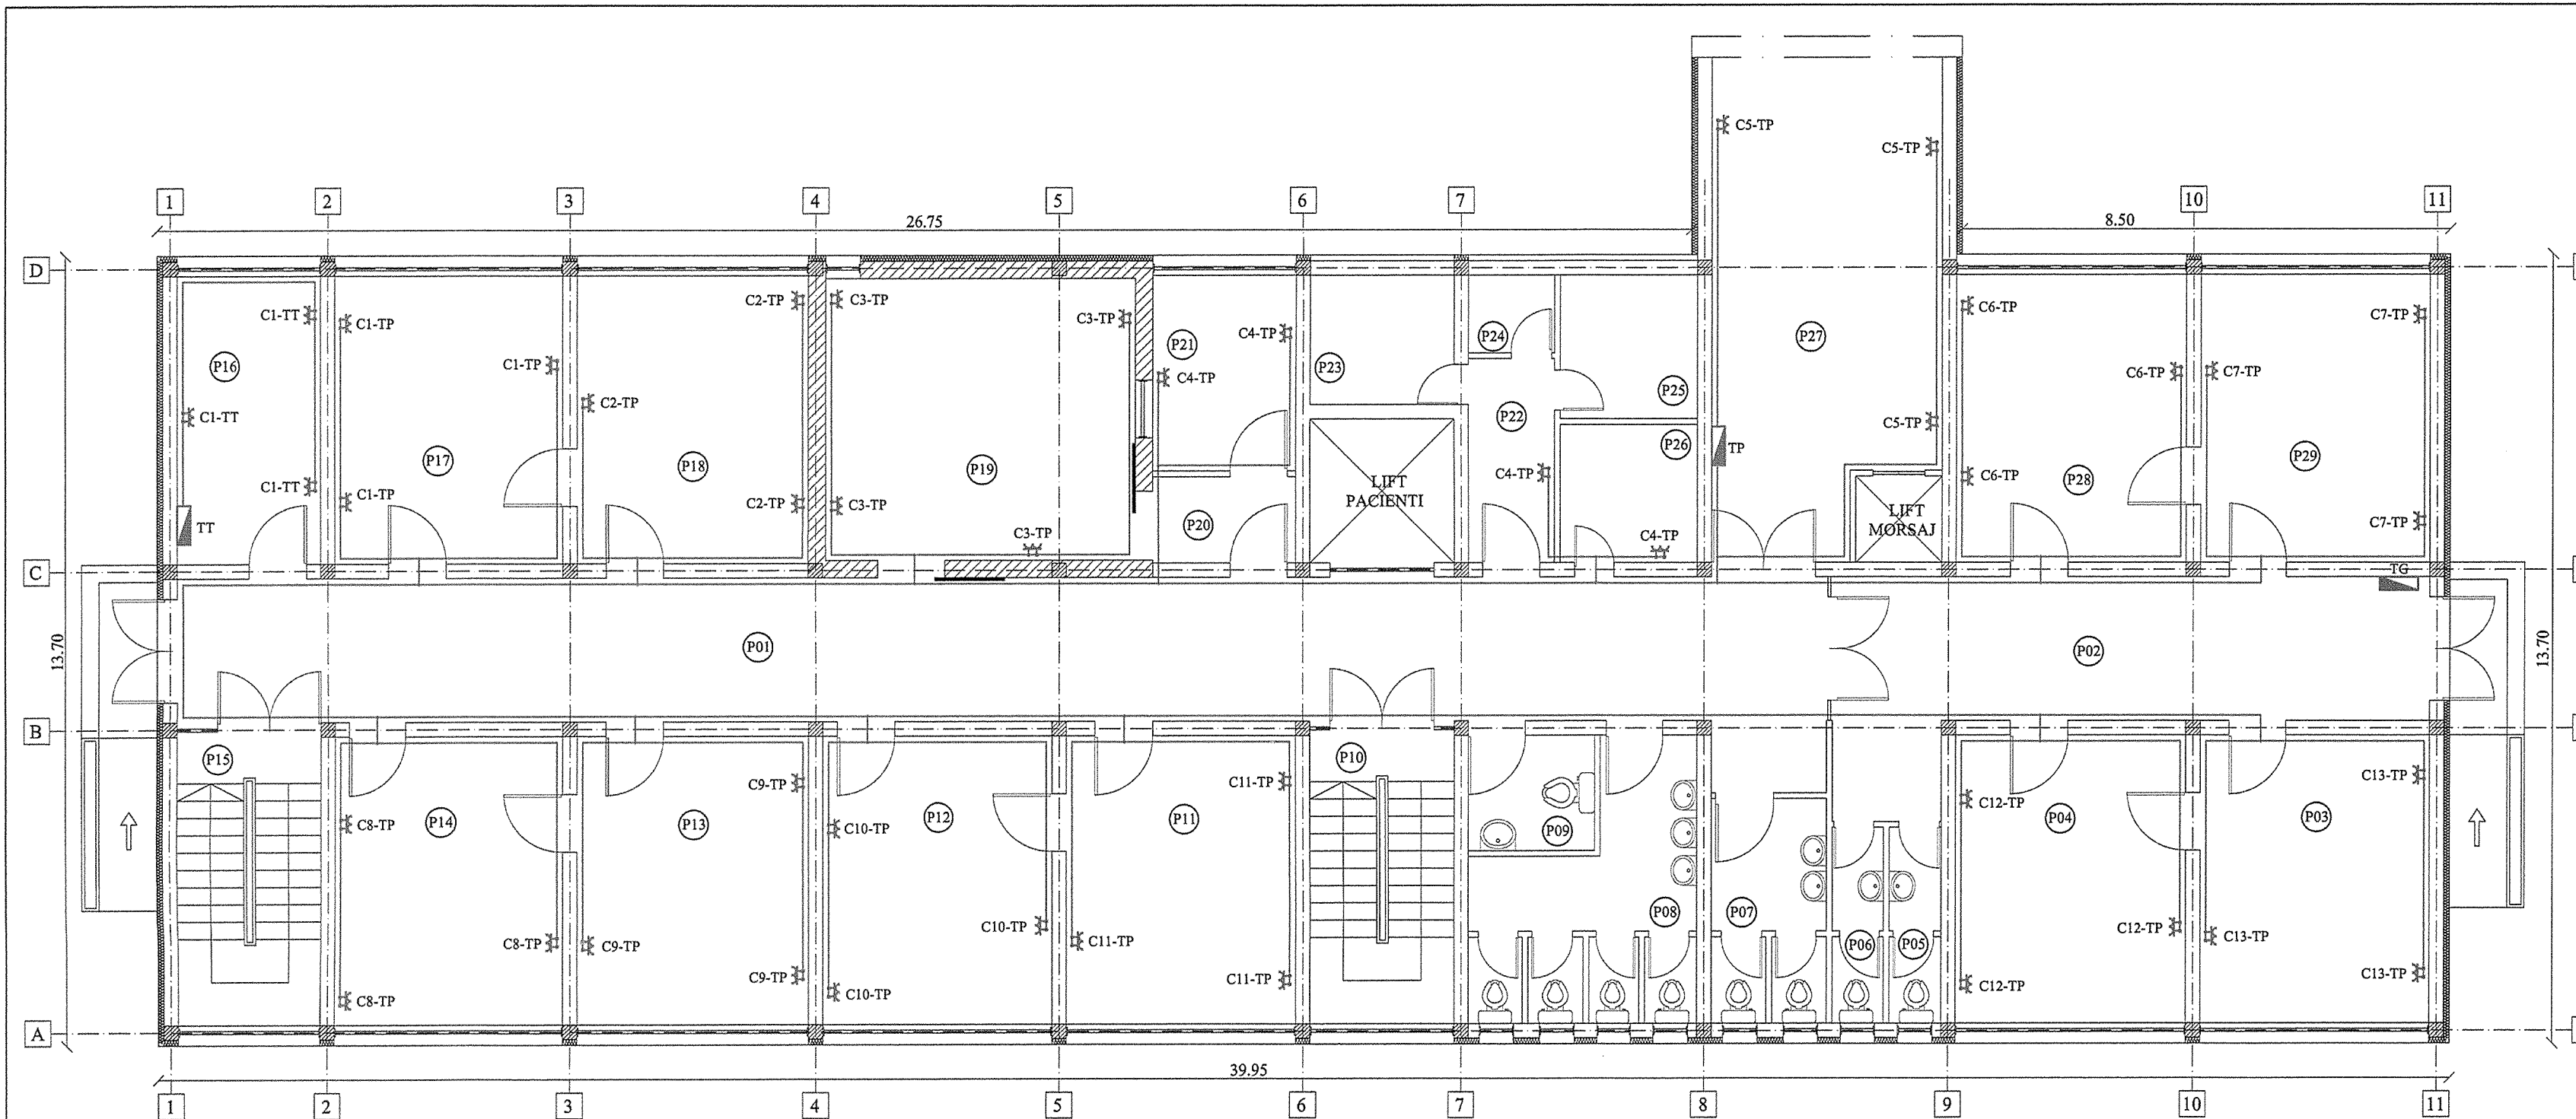 C5-TP
C5-TP
1
2
3
4
5
6
7
10
11
26.75
8.50
D
C1-TT
C1-TP
C2-TP
C3-TP
C3-TP
C4-TP
C6-TP
C7-TP
P16
C1-TP
P21
C4-TP
P23
P24
P27
C6-TP
C7-TP
C1-TT
C2-TP
P22
P25
C5-TP
P17
P18
P19
P26
TP
P28
P29
C1-TT
C1-TP
C2-TP
C3-TP
C4-TP
C6-TP
C7-TP
LIFT
PACIENTI
LIFT
MORSAJ
TT
P20
C3-TP
C4-TP
C
TG
13.70
P01
P02
13.70
B
P15
P10
C9-TP
C11-TP
C13-TP
C12-TP
C8-TP
P14
P13
C10-TP
P12
P11
P09
P04
P03
C8-TP
C9-TP
C10-TP
C11-TP
P08
P07
P06
P05
C12-TP
C13-TP
C8-TP
C9-TP
C10-TP
C11-TP
C12-TP
C13-TP
A
39.95
1
2
3
4
5
6
7
8
9
10
11